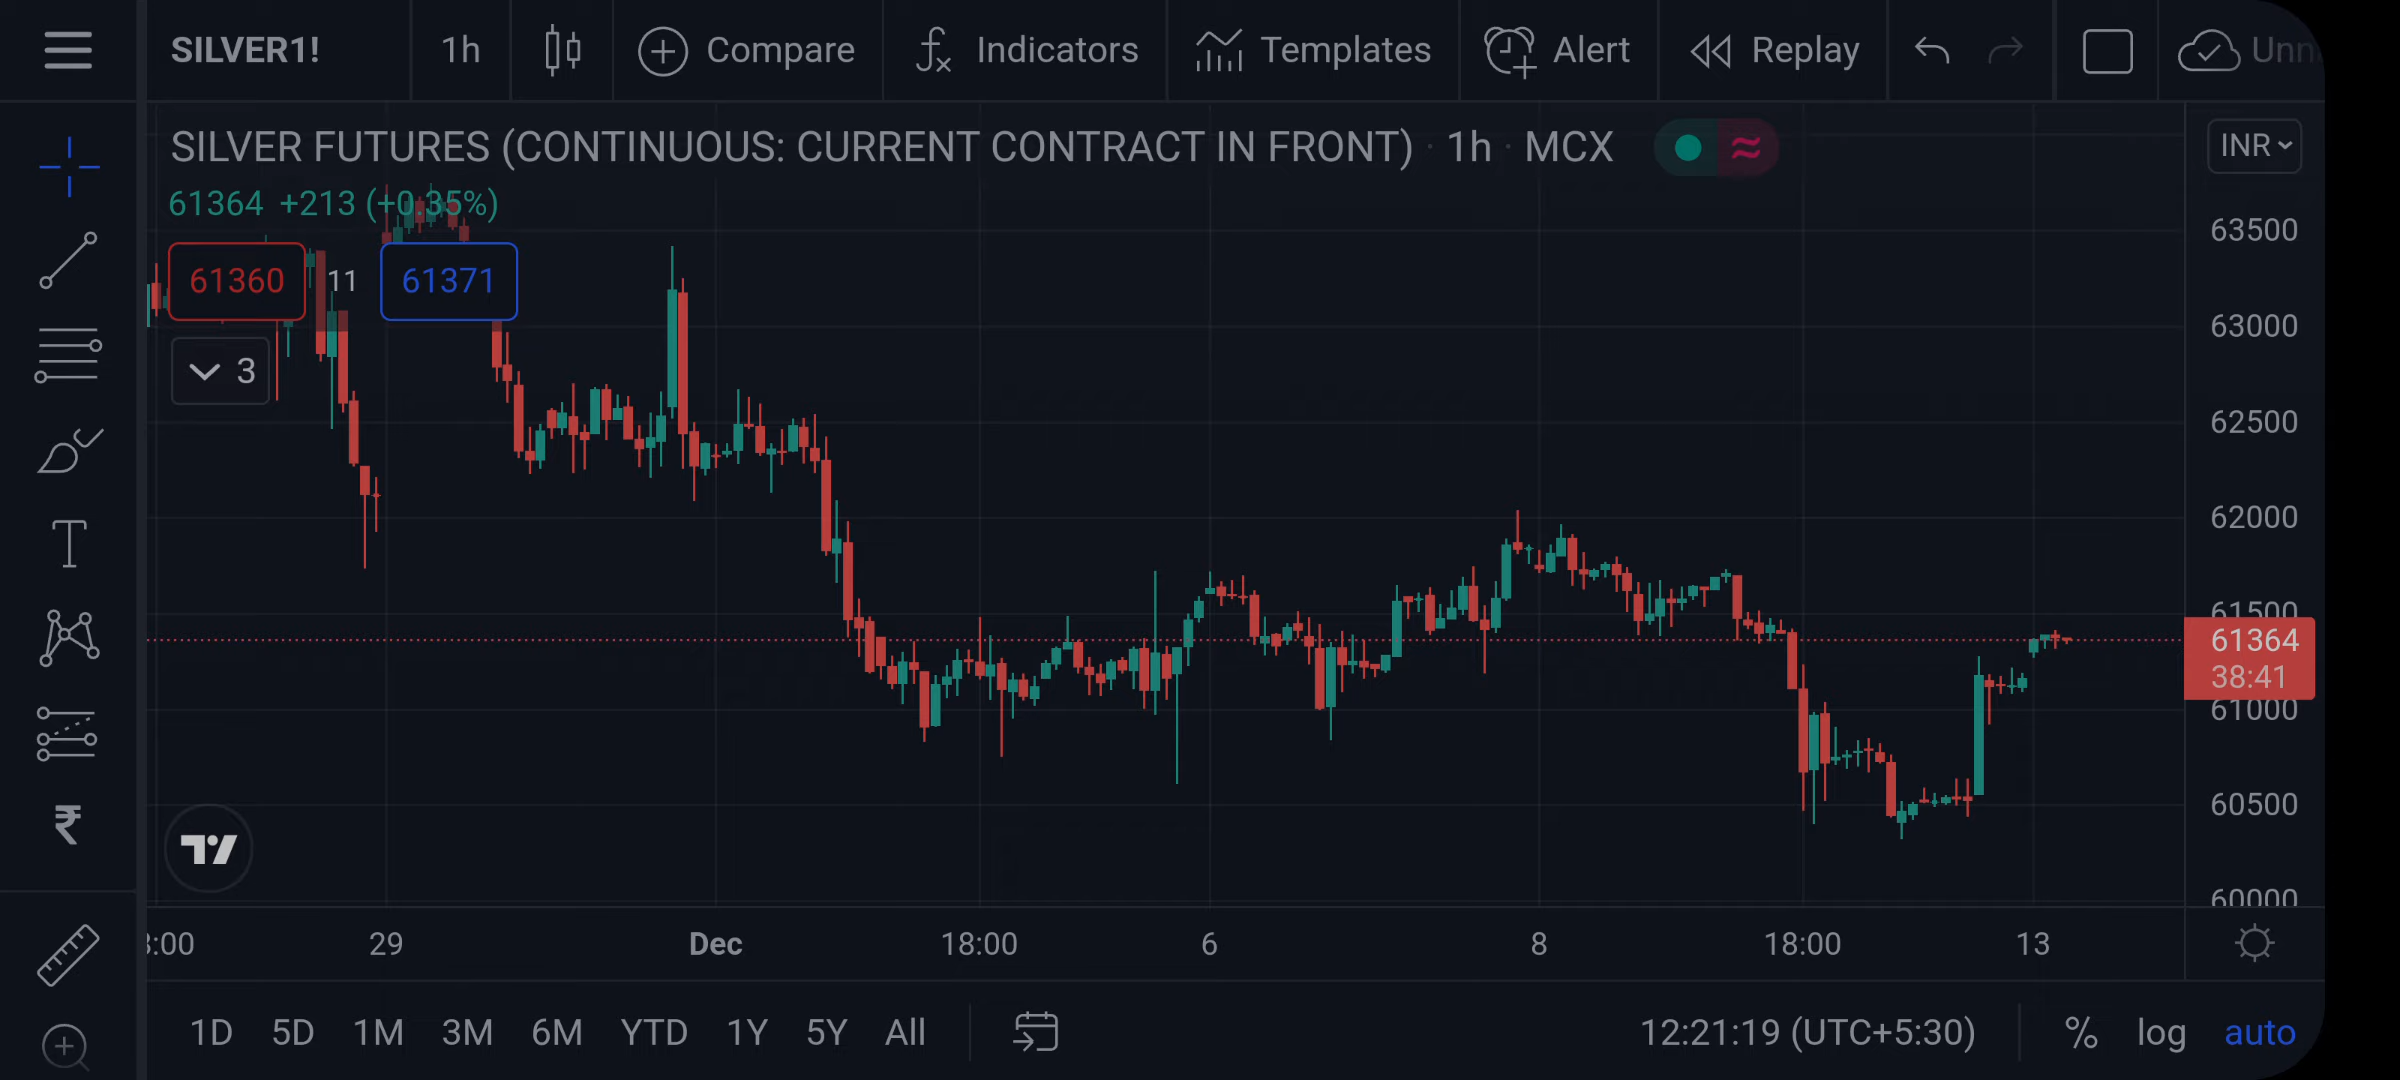 SILVER1! 1h Compare Indicators Templates Alert Replay
SILVER FUTURES (CONTINUOUS: CURRENT CONTRACT IN FRONT) · 1h · MCX INR
61364 +213 (+0.35%)
61360 11 61371
3
63500
63000
62500
62000
61500
61364
38:41
61000
60500
60000
29 Dec 18:00 6 8 18:00 13
1D 5D 1M 3M 6M YTD 1Y 5Y All 12:21:19 (UTC+5:30) % log auto